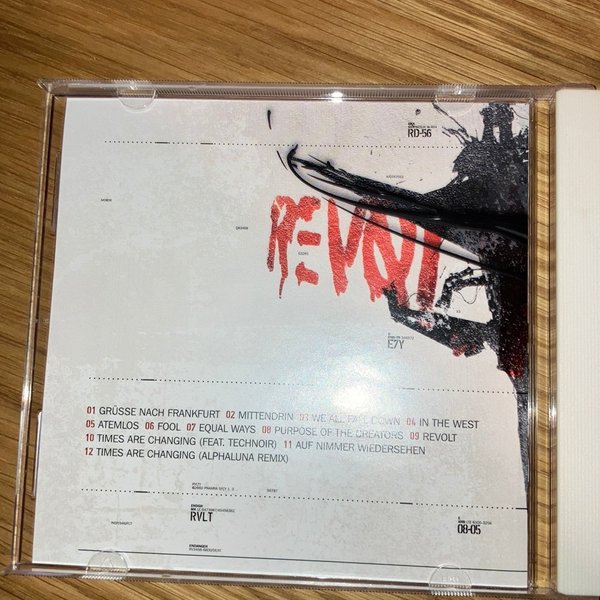 RD-56
REVOLT
E7Y
01 GRÜSSE NACH FRANKFURT 02 MITTENDRIN 03 WE ALL FALL DOWN 04 IN THE WEST
05 ATEMLOS 06 FOOL 07 EQUAL WAYS 08 PURPOSE OF THE CREATORS 09 REVOLT
10 TIMES ARE CHANGING (FEAT. TECHNOIR) 11 AUF NIMMER WIEDERSEHEN
12 TIMES ARE CHANGING (ALPHALUNA REMIX)
RVLT
08-05
ENDANGER